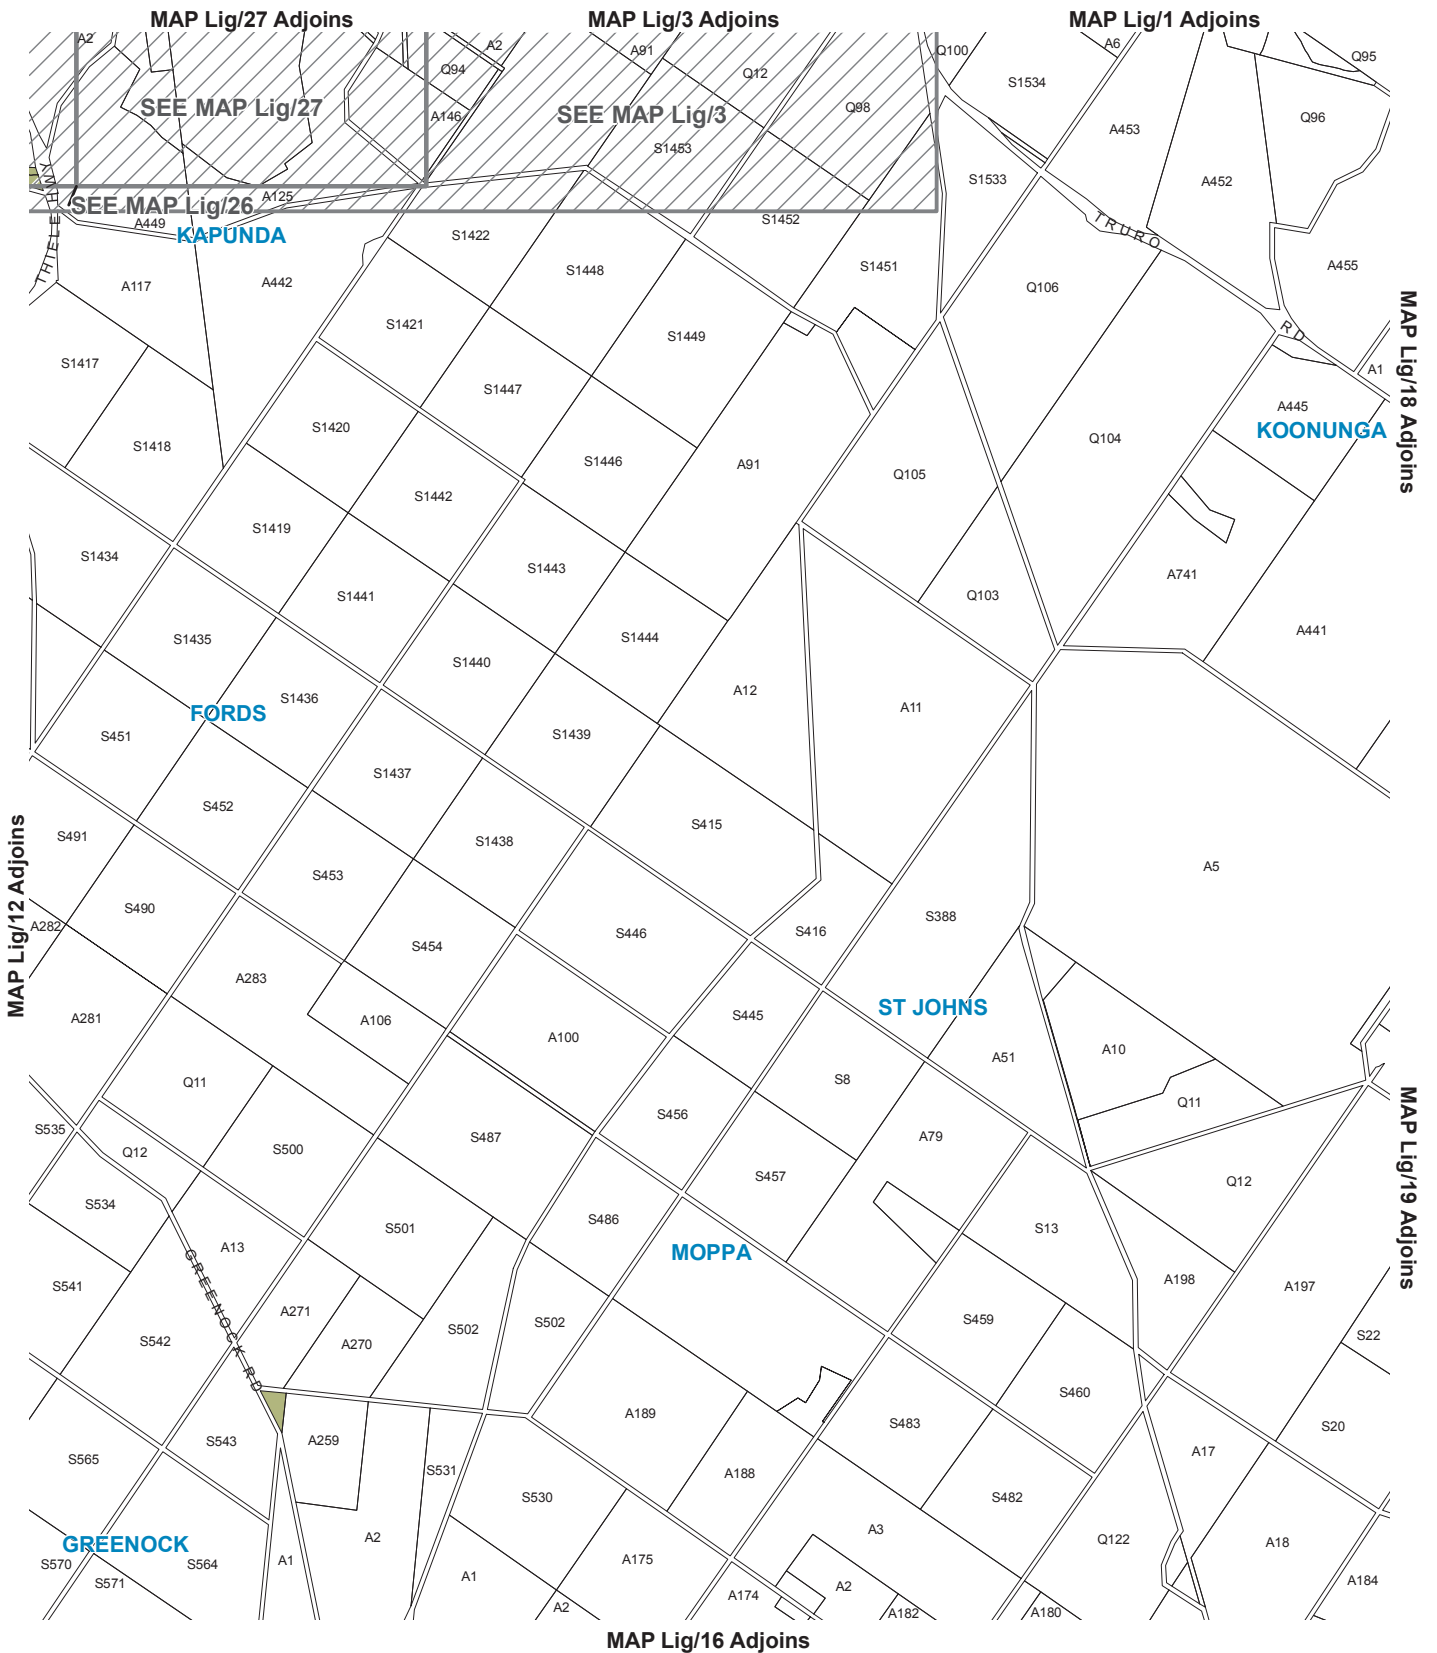 MAP Lig/27 Adjoins
MAP Lig/3 Adjoins
MAP Lig/1 Adjoins
A2
A2
A91
Q100
A6
Q95
Q94
Q12
S1534
SEE MAP Lig/27
A146
SEE MAP Lig/3
Q98
A453
Q96
S1453
S1533
A452
A125
SEE MAP Lig/26
A449
KAPUNDA
S1422
S1452
TRURO
RD
THIELE HWY
A117
A442
S1448
S1451
Q106
A455
MAP Lig/18 Adjoins
S1421
S1449
S1417
A1
S1447
A445
KOONUNGA
S1418
S1420
S1446
A91
Q105
Q104
S1442
S1419
S1434
S1443
A741
S1441
Q103
S1435
S1444
A441
S1440
S1436
A12
A11
FORDS
S451
S1439
S1437
S452
S415
S491
S1438
A5
MAP Lig/12 Adjoins
S453
S490
A282
S454
S446
S416
S388
A283
ST JOHNS
A281
A106
A100
S445
A51
A10
Q11
S8
Q11
S456
S535
Q12
S500
S487
A79
MAP Lig/19 Adjoins
S457
Q12
S534
S501
S486
S13
A13
MOPPA
GREENOCK RD
S541
A198
A197
A271
S502
S502
S459
S542
A270
S22
S460
A189
S483
S20
S543
A259
A17
S565
S531
A188
S530
S482
A2
A3
Q122
A18
GREENOCK
S570
S564
A1
A175
S571
A1
A2
A184
A174
A2
A182
A180
MAP Lig/16 Adjoins